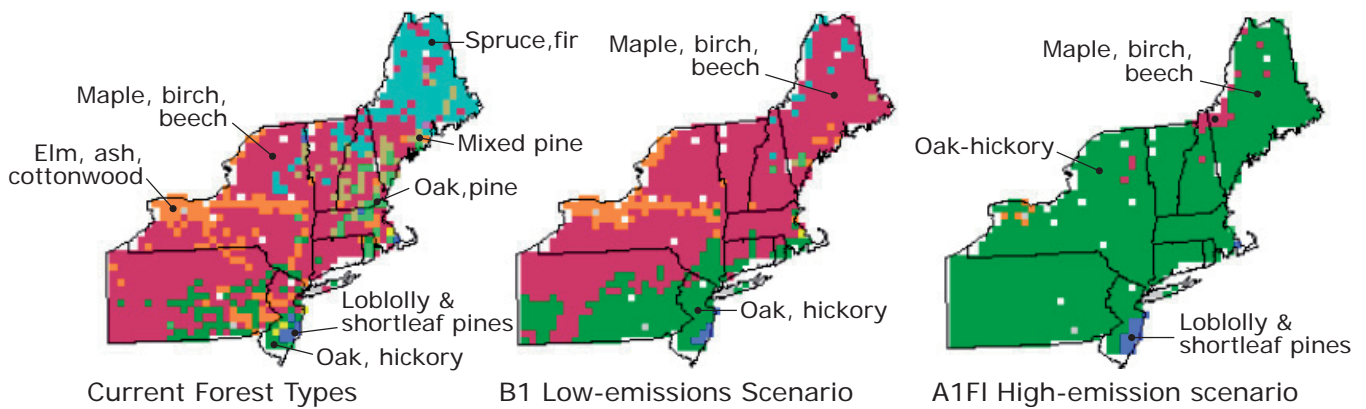 Spruce,fir
Maple, birch,
beech
Elm, ash,
cottonwood
Mixed pine
Oak,pine
Loblolly &
shortleaf pines
Oak, hickory
Current Forest Types
Maple, birch,
beech
Oak, hickory
B1 Low-emissions Scenario
Maple, birch,
beech
Oak-hickory
Loblolly &
shortleaf pines
A1FI High-emission scenario